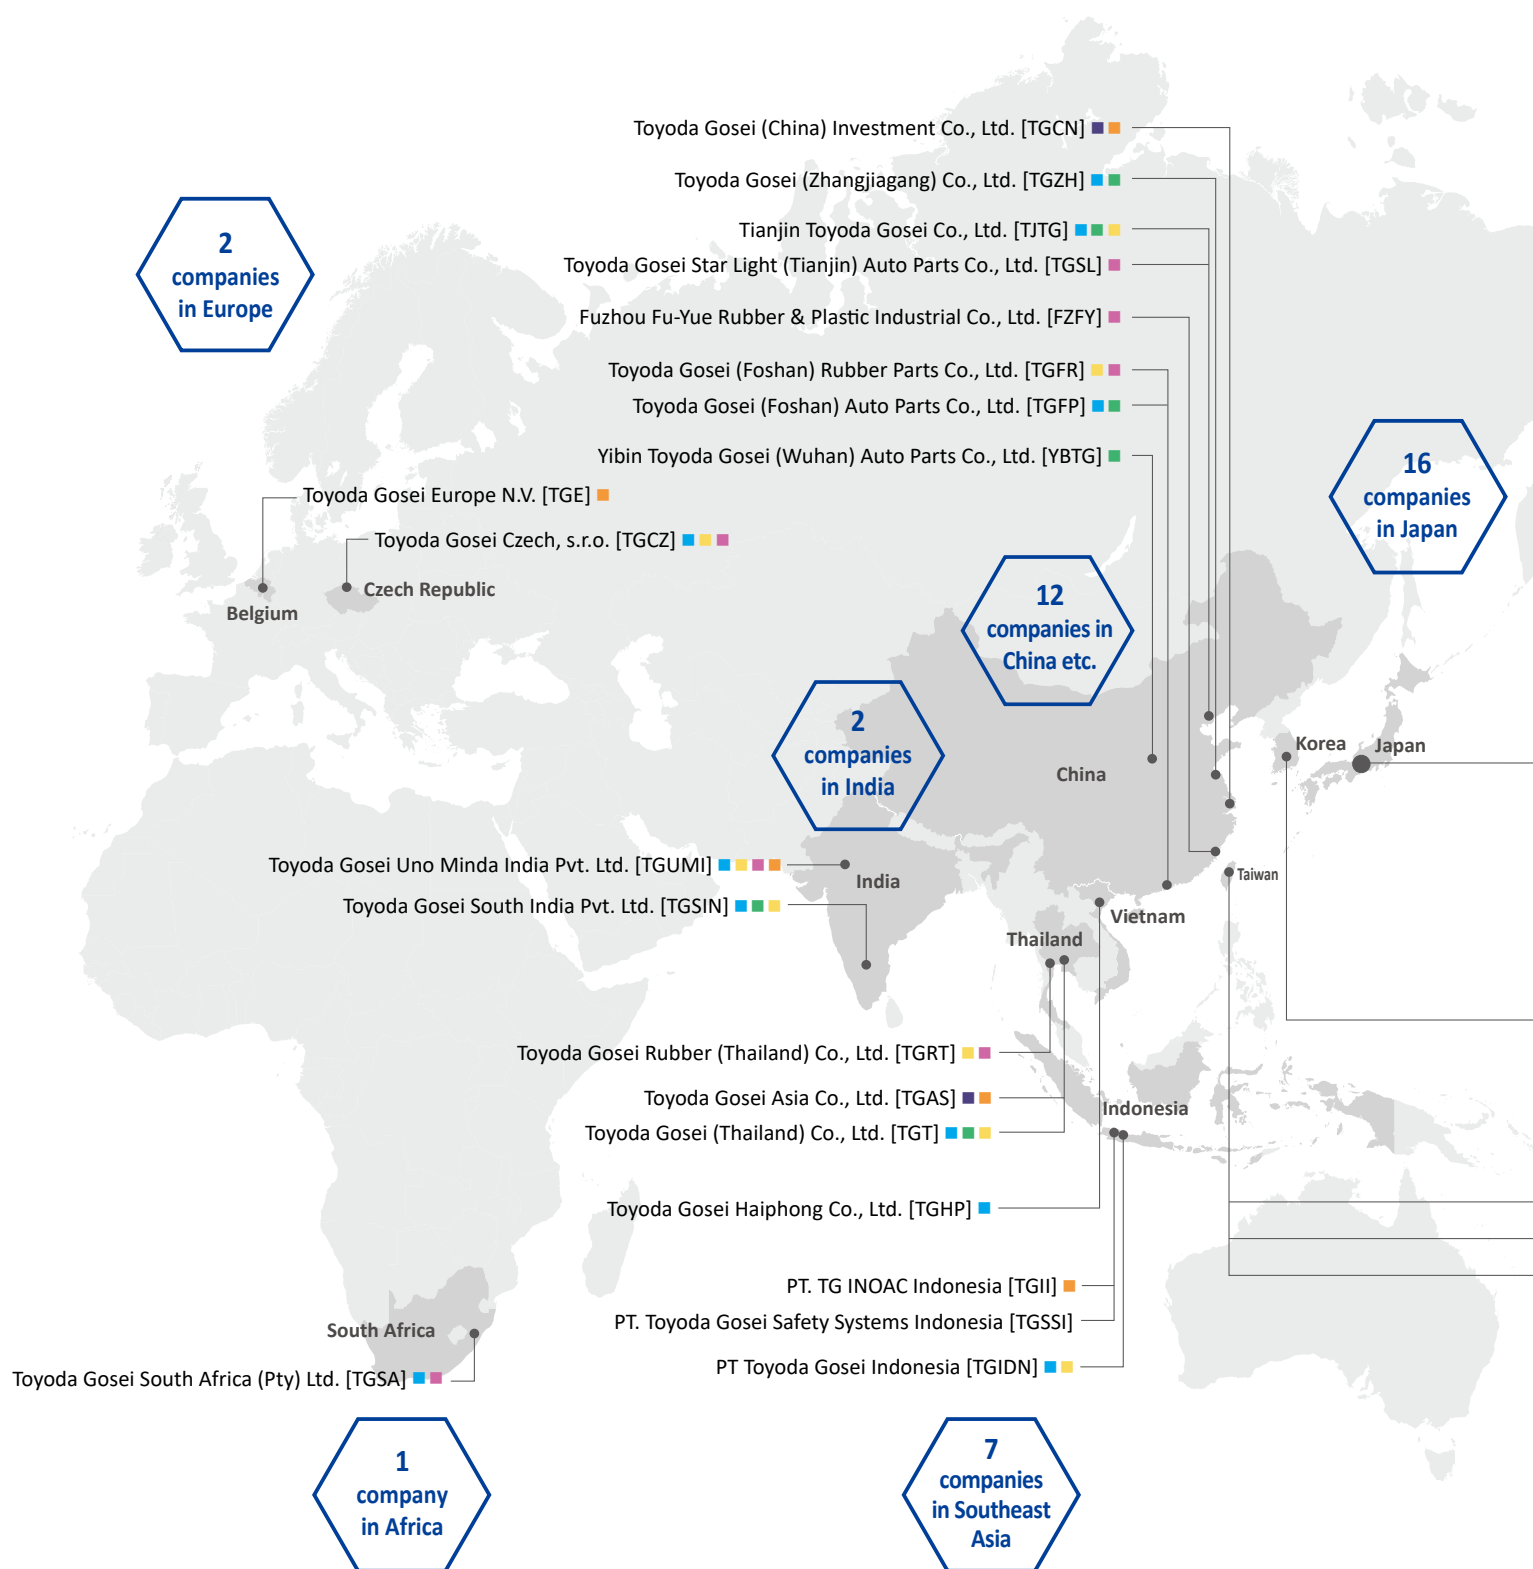 Toyoda Gosei (China) Investment Co., Ltd. [TGCN]
Toyoda Gosei (Zhangjiagang) Co., Ltd. [TGZH]
Tianjin Toyoda Gosei Co., Ltd. [TJTG]
Toyoda Gosei Star Light (Tianjin) Auto Parts Co., Ltd. [TGSL]
Fuzhou Fu-Yue Rubber & Plastic Industrial Co., Ltd. [FZFY]
Toyoda Gosei (Foshan) Rubber Parts Co., Ltd. [TGFR]
Toyoda Gosei (Foshan) Auto Parts Co., Ltd. [TGFP]
Yibin Toyoda Gosei (Wuhan) Auto Parts Co., Ltd. [YBTG]
2
companies
in Europe
16
companies
in Japan
Toyoda Gosei Europe N.V. [TGE]
Toyoda Gosei Czech, s.r.o. [TGCZ]
Czech Republic
Belgium
12
companies in
China etc.
2
companies
in India
Korea
Japan
China
Toyoda Gosei Uno Minda India Pvt. Ltd. [TGUMI]
India
Taiwan
Toyoda Gosei South India Pvt. Ltd. [TGSIN]
Vietnam
Thailand
Toyoda Gosei Rubber (Thailand) Co., Ltd. [TGRT]
Toyoda Gosei Asia Co., Ltd. [TGAS]
Indonesia
Toyoda Gosei (Thailand) Co., Ltd. [TGT]
Toyoda Gosei Haiphong Co., Ltd. [TGHP]
PT. TG INOAC Indonesia [TGII]
PT. Toyoda Gosei Safety Systems Indonesia [TGSSI]
South Africa
PT Toyoda Gosei Indonesia [TGIDN]
Toyoda Gosei South Africa (Pty) Ltd. [TGSA]
1
company
in Africa
7
companies
in Southeast
Asia